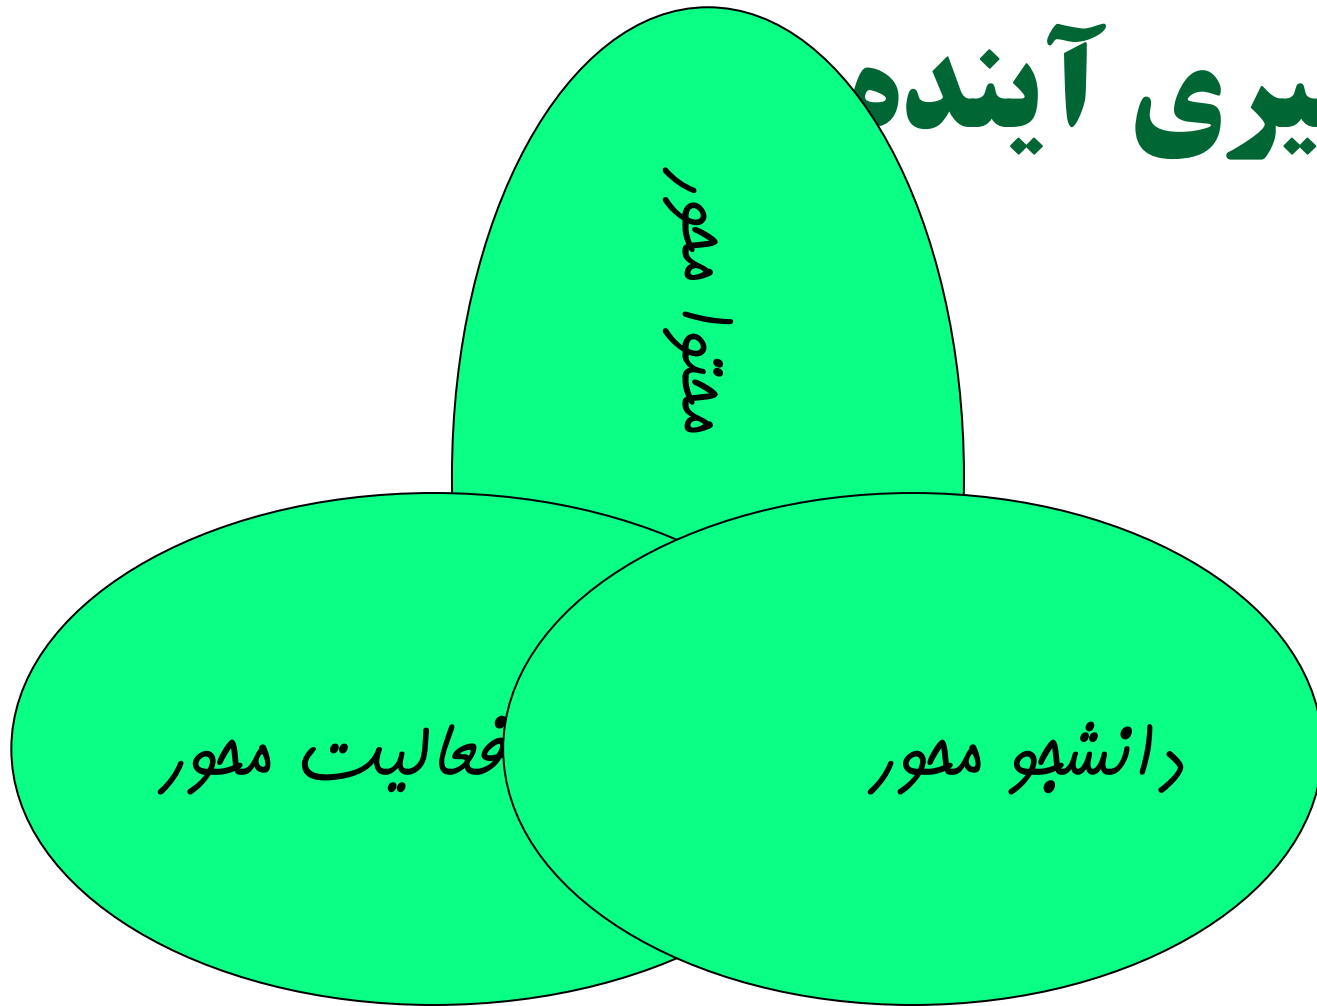 یری آینده
محتوا محور
دانشجو محور
فعالیت محور